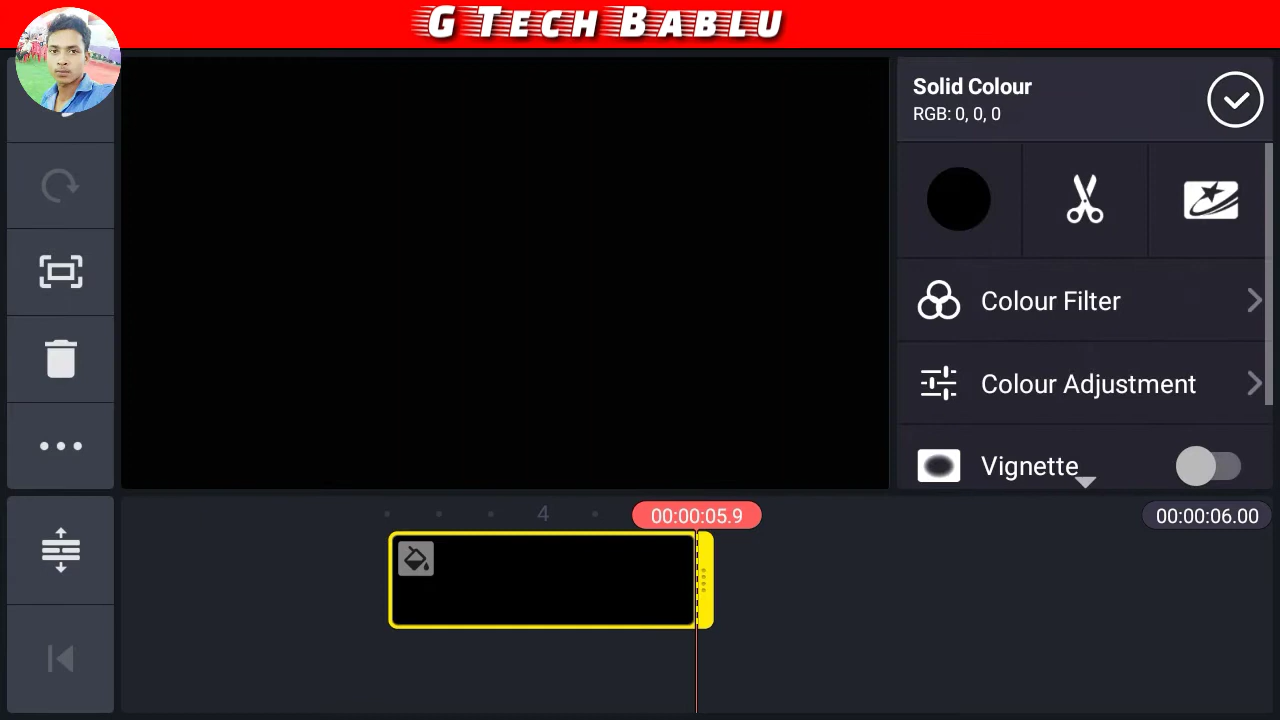 G Tech Bablu
Solid Colour
RGB: 0, 0, 0
Colour Filter
Colour Adjustment
Vignette
4
00:00:05.9
00:00:06.00